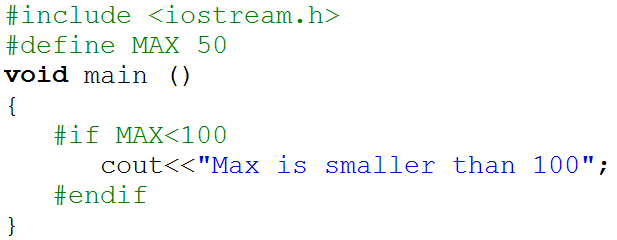 #include <iostream.h>
#define MAX 50
void main ()
{
#if MAX<100
cout<<"Max is smaller than 100";
#endif
}